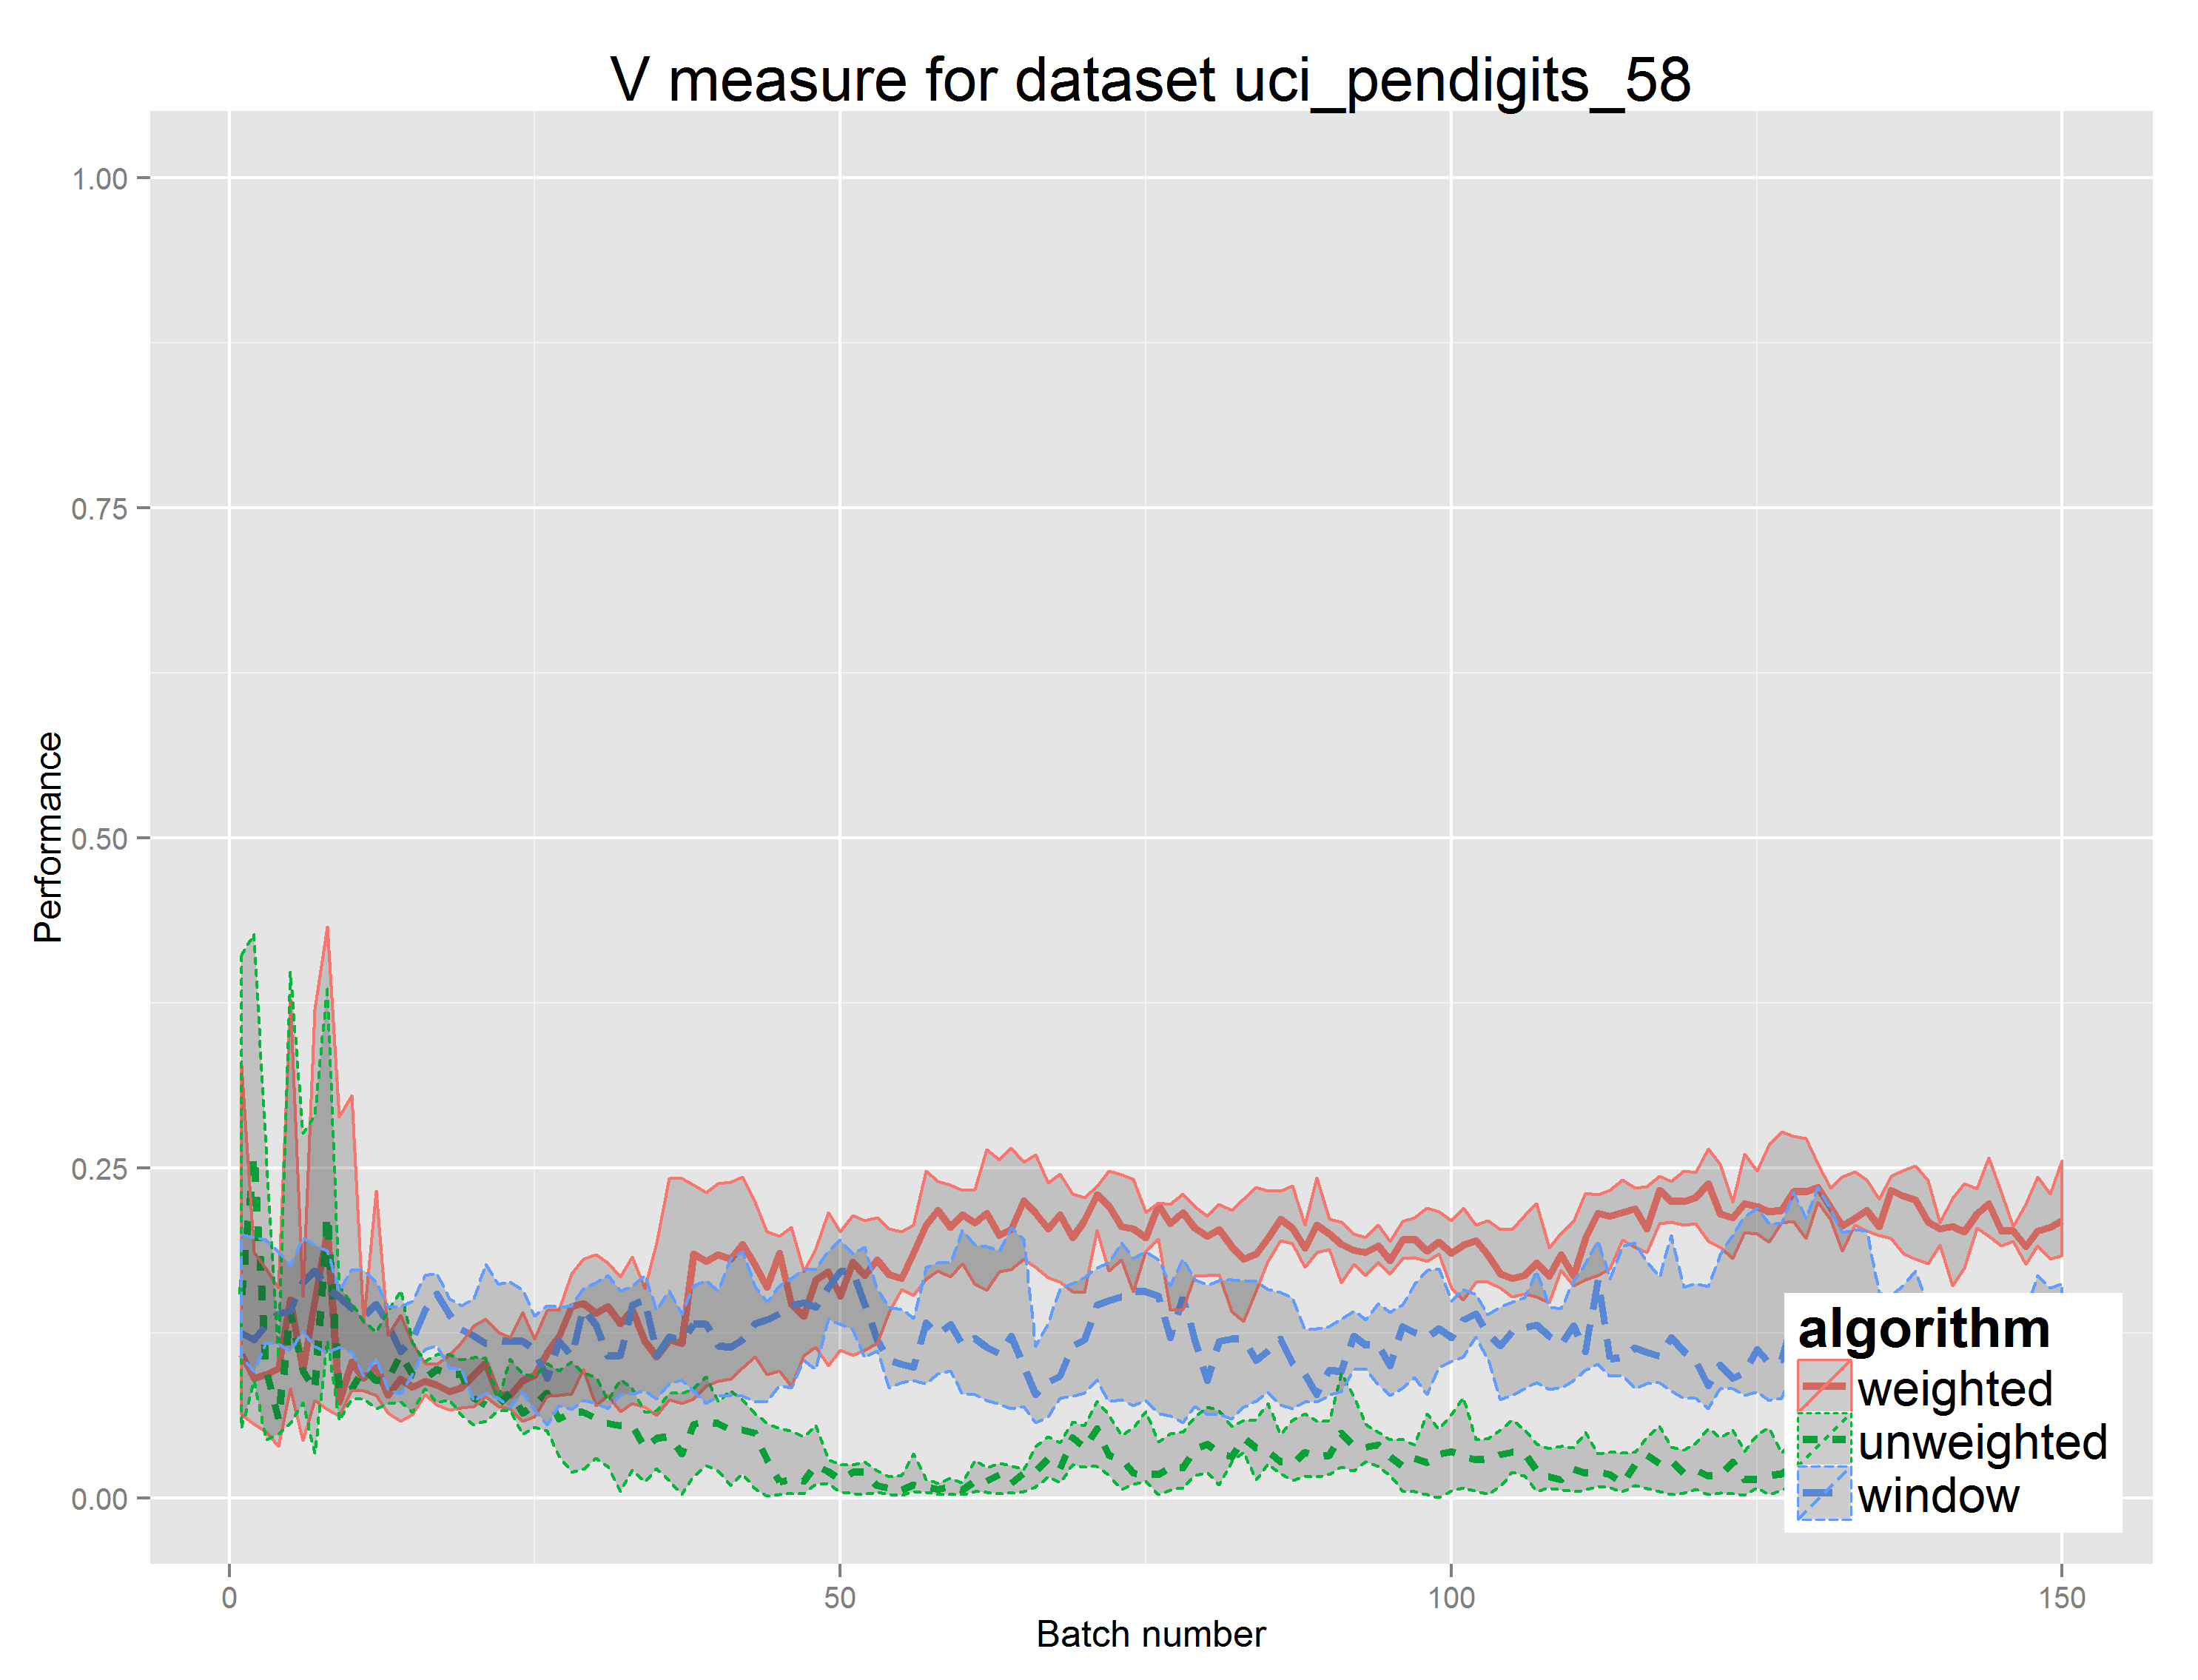 V measure for dataset uci_pendigits_58
1.00
0.75
0.50
0.25
0.00
Performance
0
50
100
150
Batch number
algorithm
weighted
unweighted
window